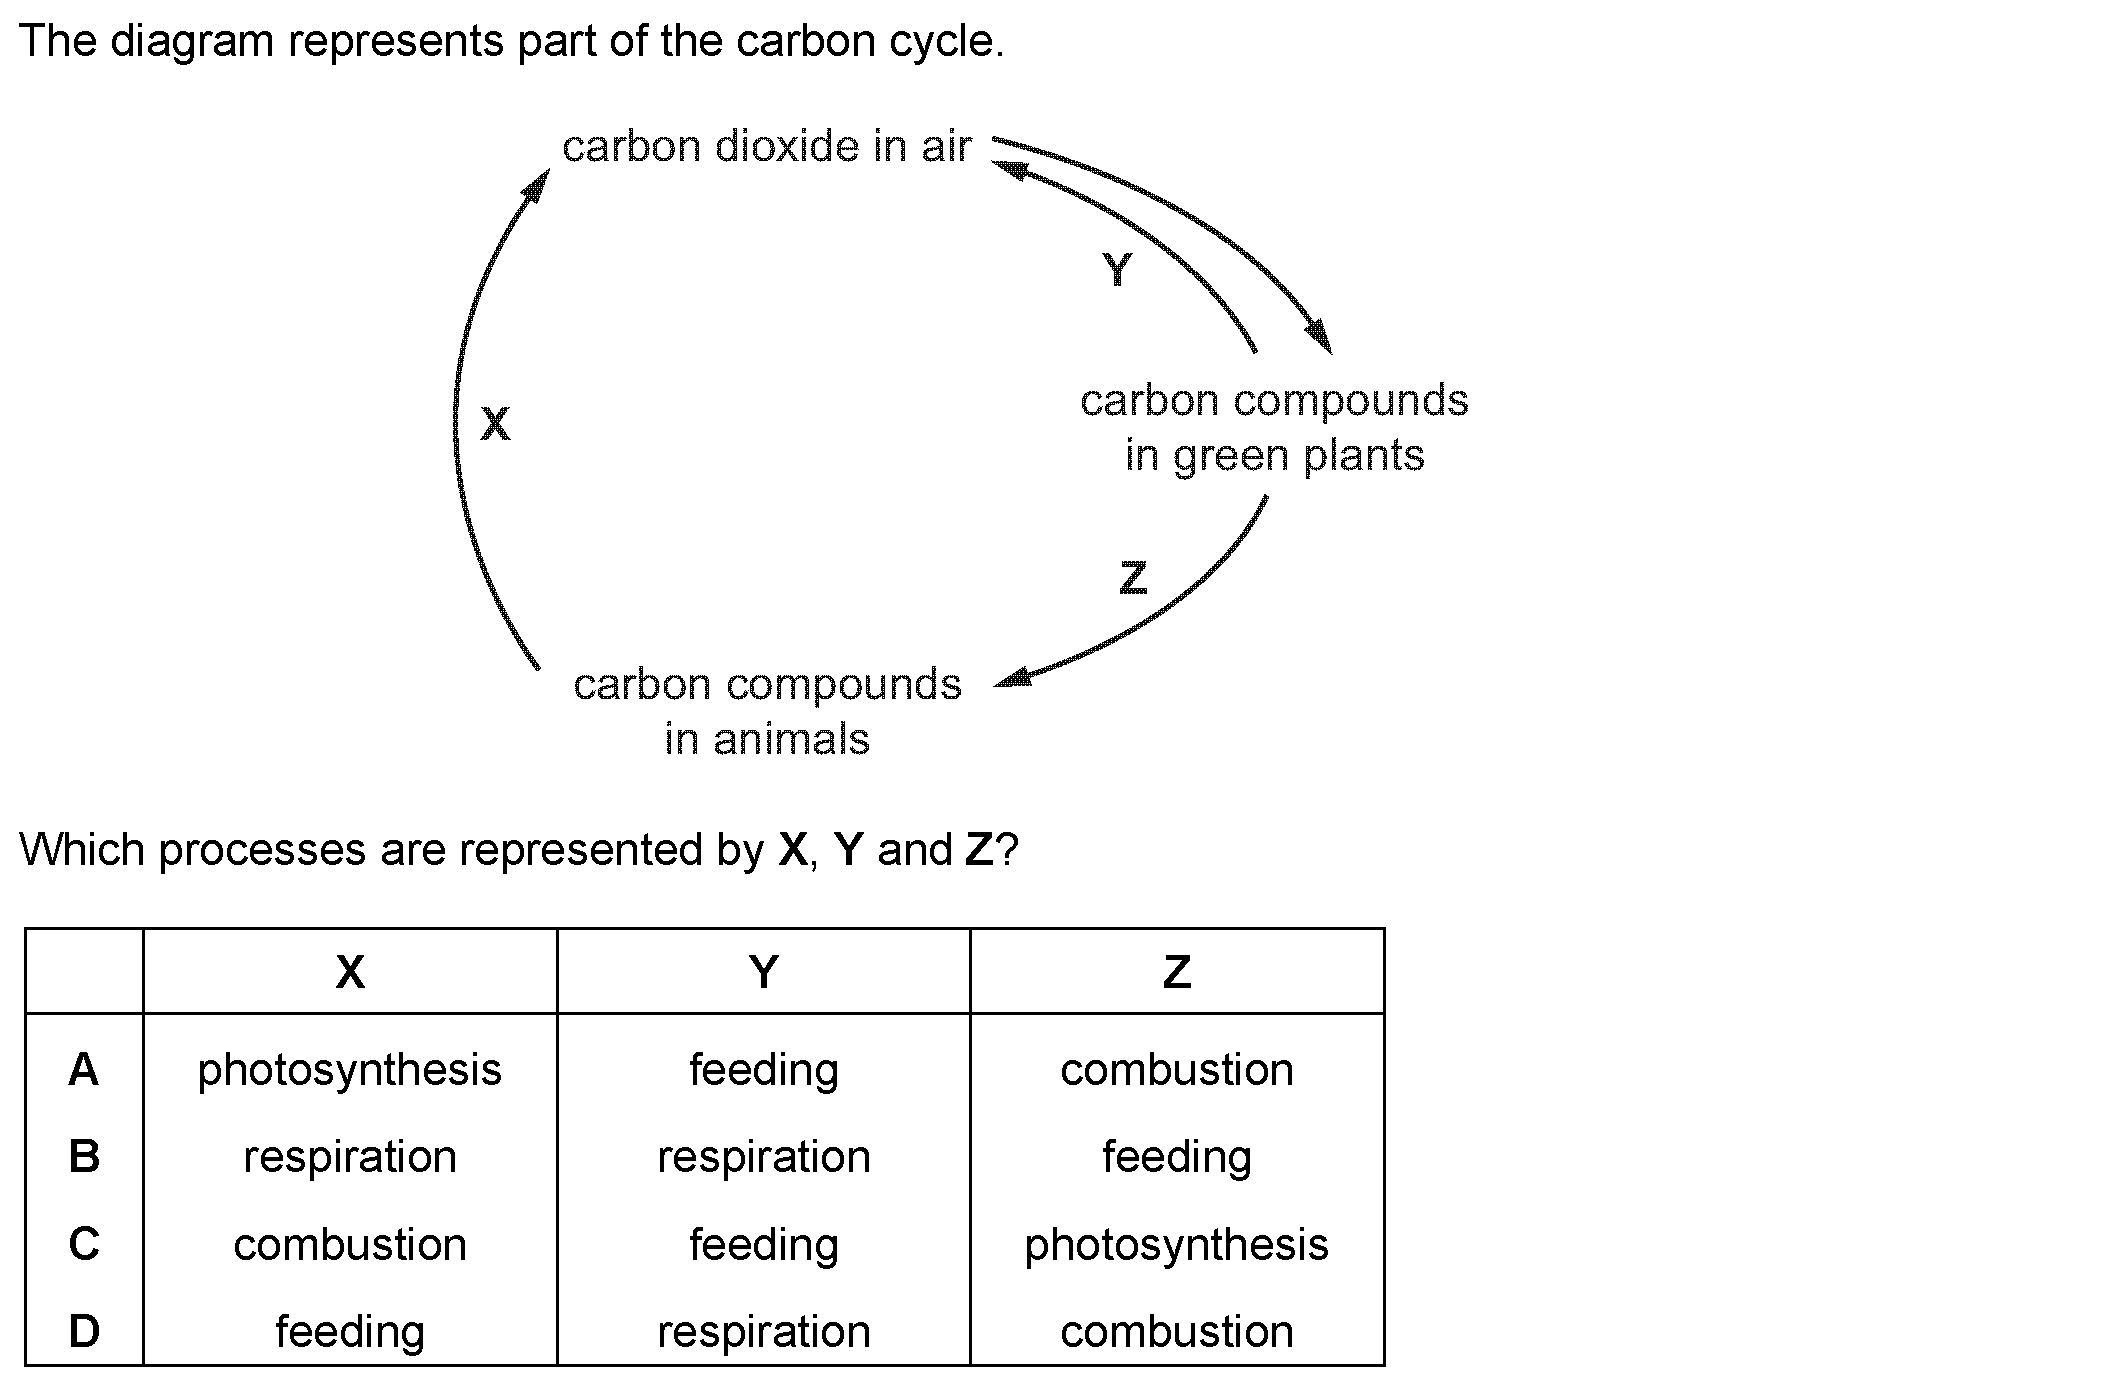 The diagram represents part of the carbon cycle.
carbon dioxide in air
Y
X
carbon compounds
in green plants
Z
carbon compounds
in animals
Which processes are represented by X, Y and Z?
X Y Z
A photosynthesis feeding combustion
B respiration respiration feeding
C combustion feeding photosynthesis
D feeding respiration combustion